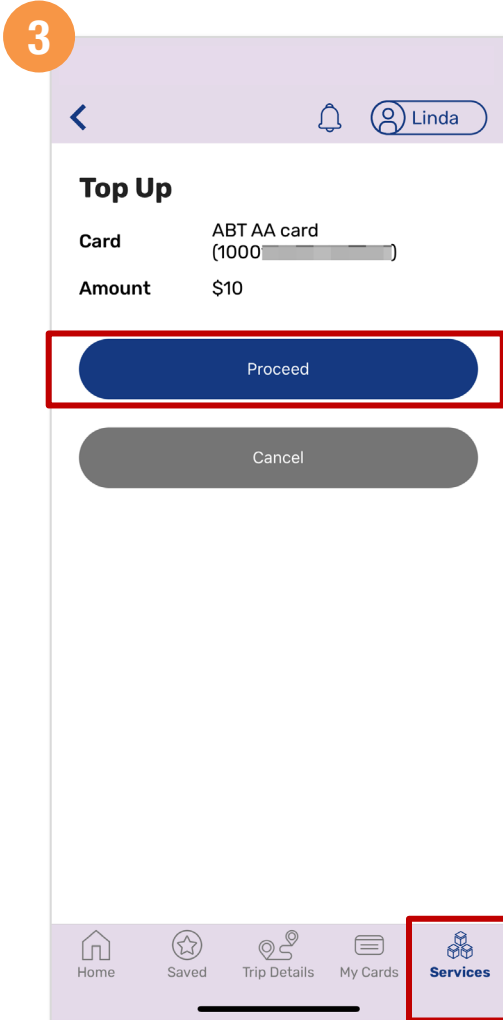 3
Linda
Top Up
Card ABT AA card
(1000 )
Amount $10
Proceed
Cancel
Home Saved Trip Details My Cards Services